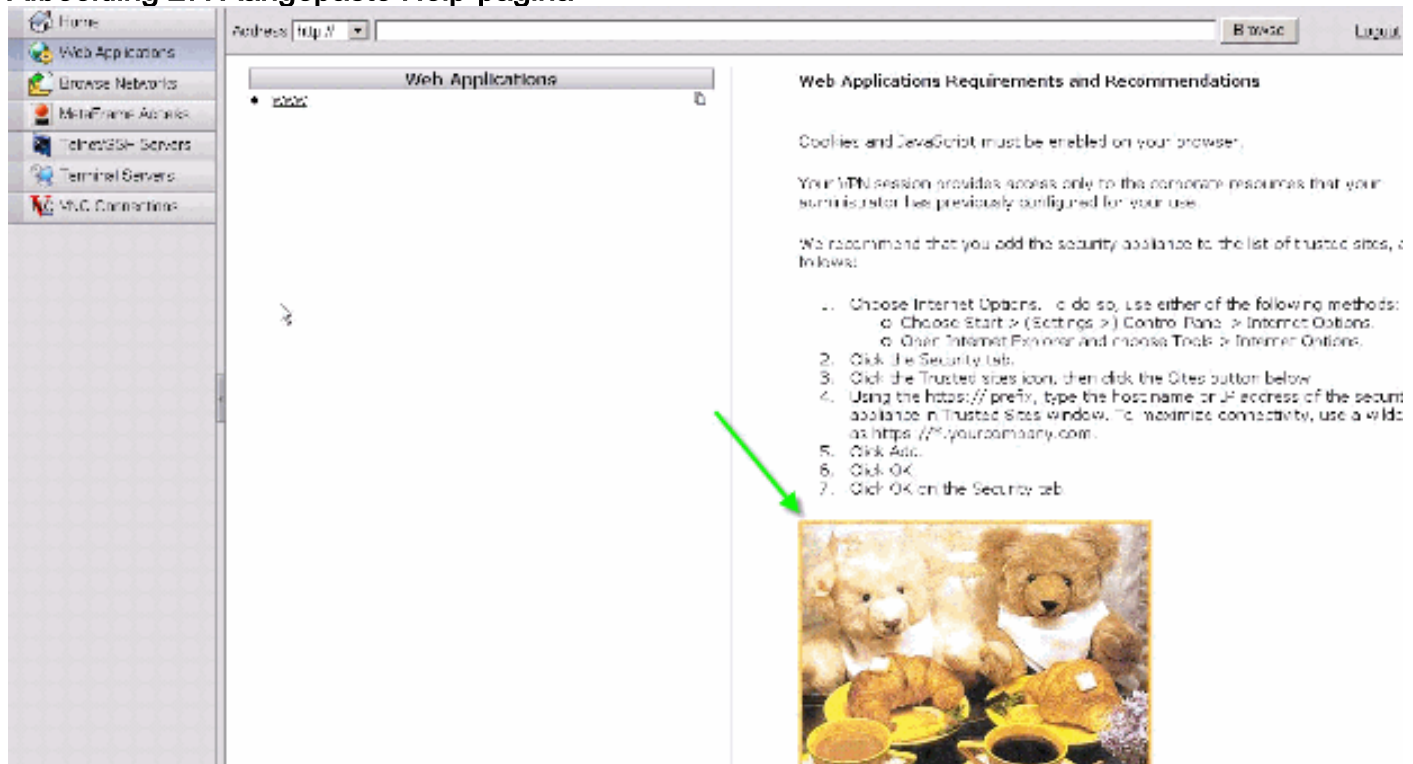 Home
Address http:// Browse Logout
Web Applications
Browse Networks
MetaFrame Access
Telnet/SSH Servers
Terminal Servers
VNC Connections
Web Applications
• www
Web Applications Requirements and Recommendations
Cookies and JavaScript must be enabled on your browser.
Your VPN session provides access only to the corporate resources that your
administrator has previously configured for your use.
We recommend that you add the security appliance to the list of trusted sites, a
follows:
1. Choose Internet Options. To do so, use either of the following methods:
o Choose Start > (Settings >) Control Panel > Internet Options.
o Open Internet Explorer and choose Tools > Internet Options.
2. Click the Security tab.
3. Click the Trusted sites icon, then click the Sites button below
4. Using the https:// prefix, type the host name or IP address of the securit
appliance in Trusted Sites window. To maximize connectivity, use a wildc
as https://*.yourcompany.com.
5. Click Add.
6. Click OK
7. Click OK on the Security tab